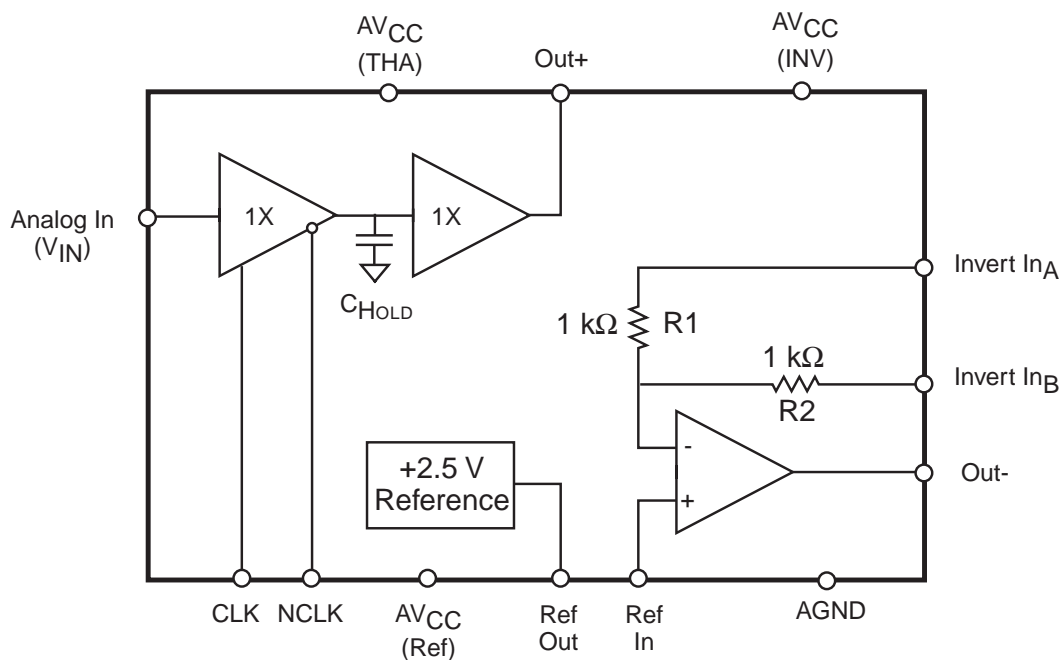 AVCC
(THA)
Out+
AVCC
(INV)
Analog In
(VIN)
1X
1X
CHOLD
Invert InA
1 kΩ
R1
1 kΩ
R2
Invert InB
-
+
Out-
+2.5 V
Reference
CLK
NCLK
AVCC
(Ref)
Ref
Out
Ref
In
AGND